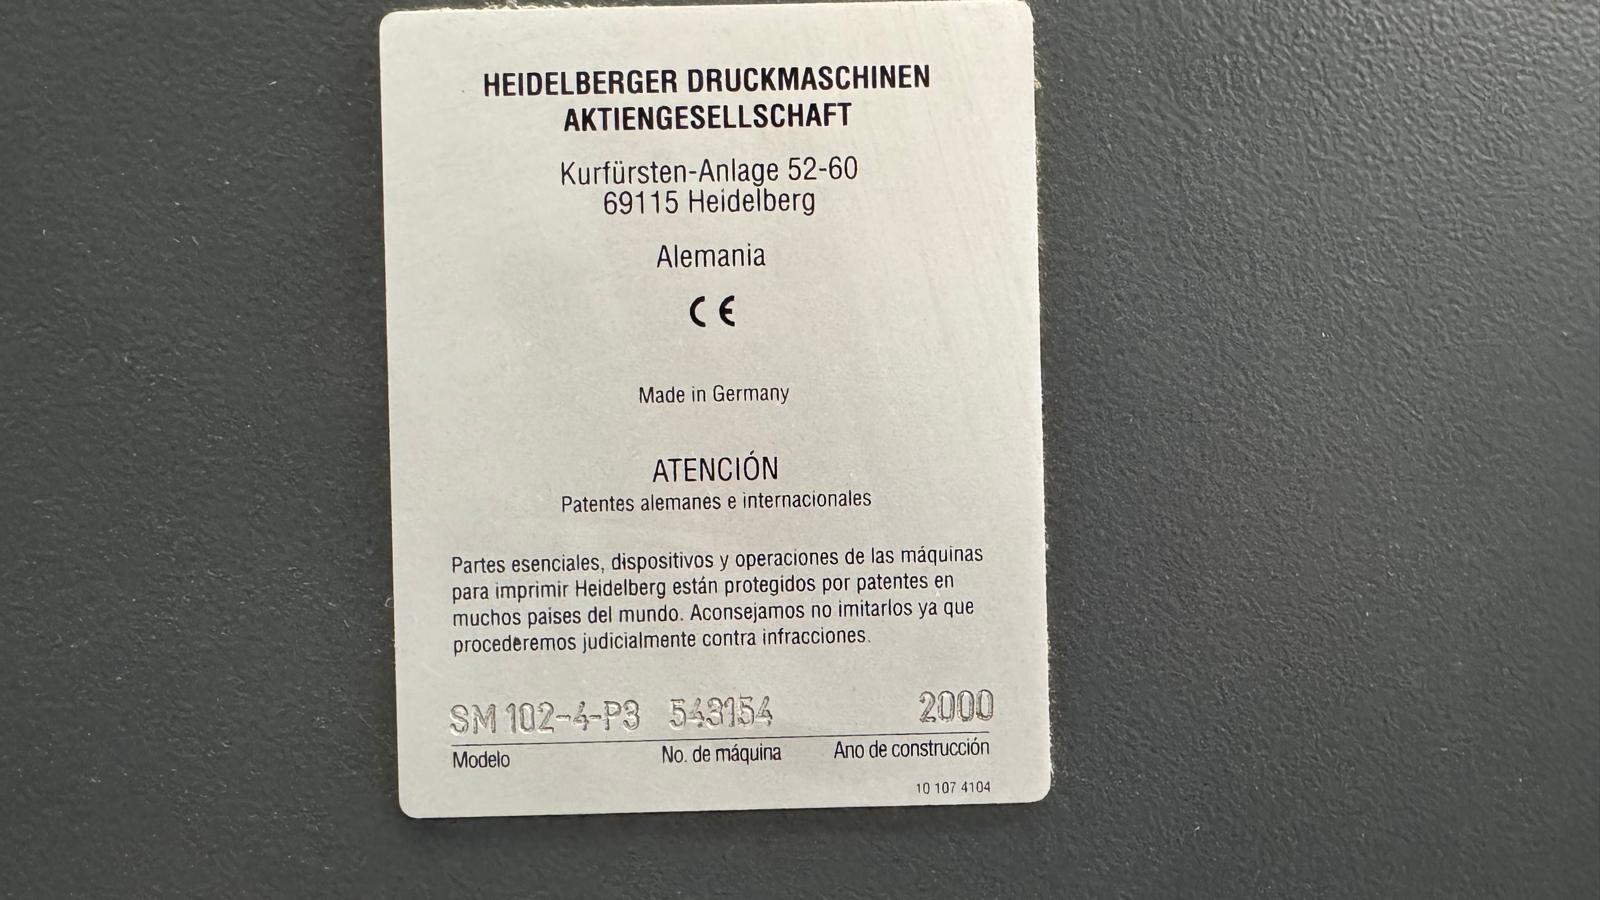 HEIDELBERGER DRUCKMASCHINEN
AKTIENGESELLSCHAFT
Kurfürsten-Anlage 52-60
69115 Heidelberg
Alemania
CE
Made in Germany
ATENCIÓN
Patentes alemanes e internacionales
Partes esenciales, dispositivos y operaciones de las máquinas
para imprimir Heidelberg están protegidos por patentes en
muchos paises del mundo. Aconsejamos no imitarlos ya que
procederemos judicialmente contra infracciones.
SM 102-4-P3 543154 2000
Modelo No. de máquina Ano de construcción
10 107 4104